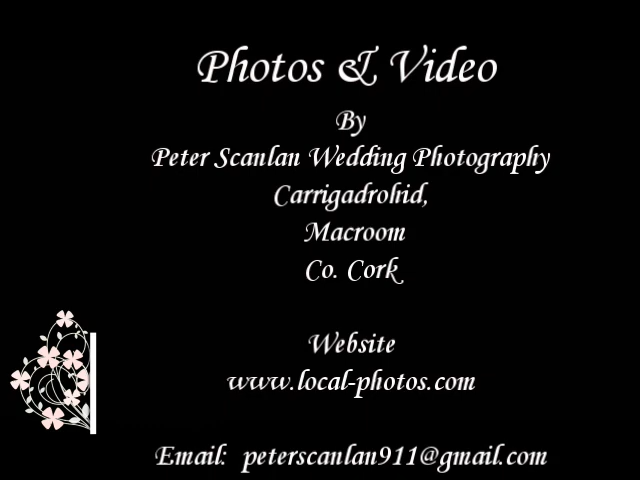 Photos & Video
By
Peter Scanlan Wedding Photography
Carrigadrohid,
Macroom
Co. Cork
Website
www.local-photos.com
Email: peterscanlan911@gmail.com